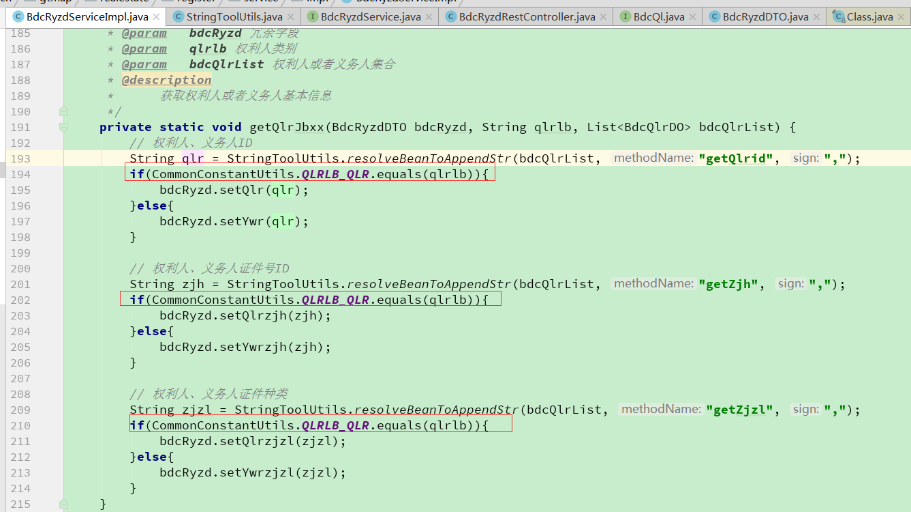 BdcRyzdServiceImpl.java × StringToolUtils.java × BdcRyzdService.java × BdcRyzdRestController.java × BdcQl.java × BdcRyzdDTO.java × Class.java ×
185 * @param bdcRyzd 冗余字段
186 * @param qlrlb 权利人类别
187 * @param bdcQlrList 权利人或者义务人集合
188 * @description
189 * 获取权利人或者义务人基本信息
190 */
191 private static void getQlrJbxx(BdcRyzdDTO bdcRyzd, String qlrlb, List<BdcQlrDO> bdcQlrList) {
192 // 权利人、义务人ID
193 String qlr = StringToolUtils.resolveBeanToAppendStr(bdcQlrList, methodName: "getQlrid", sign: ",");
194 if(CommonConstantUtils.QLRLB_QLR.equals(qlrlb)){
195 bdcRyzd.setQlr(qlr);
196 }else{
197 bdcRyzd.setYwr(qlr);
198 }
199
200 // 权利人、义务人证件号ID
201 String zjh = StringToolUtils.resolveBeanToAppendStr(bdcQlrList, methodName: "getZjh", sign: ",");
202 if(CommonConstantUtils.QLRLB_QLR.equals(qlrlb)){
203 bdcRyzd.setQlrzjh(zjh);
204 }else{
205 bdcRyzd.setYwrzjh(zjh);
206 }
207
208 // 权利人、义务人证件种类
209 String zjzl = StringToolUtils.resolveBeanToAppendStr(bdcQlrList, methodName: "getZjzl", sign: ",");
210 if(CommonConstantUtils.QLRLB_QLR.equals(qlrlb)){
211 bdcRyzd.setQlrzjzl(zjzl);
212 }else{
213 bdcRyzd.setYwrzjzl(zjzl);
214 }
215 }